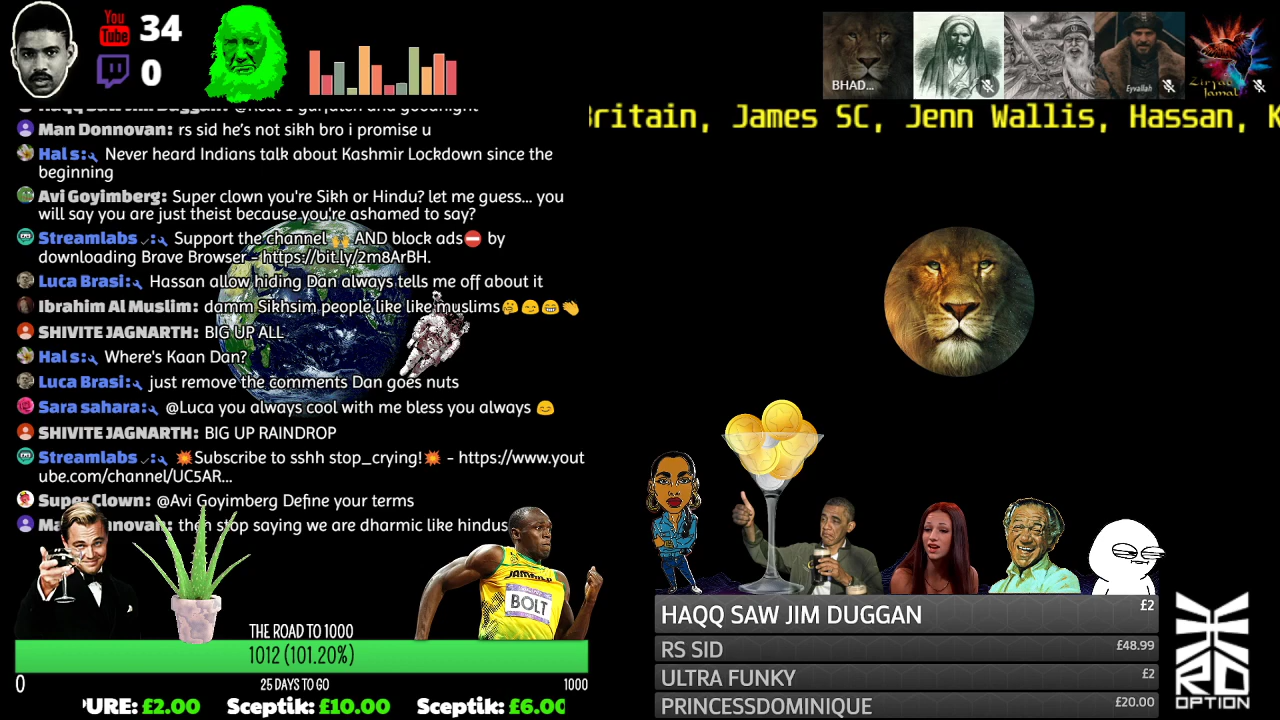 You
Tube
34
0
BHAD...
Eyvallah
Ziryab
Jamal
Britain, James SC, Jenn Wallis, Hassan, K
Man Donnovan: rs sid he's not sikh bro i promise u
Hal s: Never heard Indians talk about Kashmir Lockdown since the
beginning
Avi Goyimberg: Super clown you're Sikh or Hindu? let me guess... you
will say you are just theist because you're ashamed to say?
Streamlabs: Support the channel 🙌 AND block ads⛔ by
downloading Brave Browser - https://bit.ly/2m8ArBH.
Luca Brasi: Hassan allow hiding Dan always tells me off about it
Ibrahim Al Muslim: damm Sikhsim people like like muslims🤔😏😂👏
SHIVITE JAGNARTH: BIG UP ALL
Hal s: Where's Kaan Dan?
Luca Brasi: just remove the comments Dan goes nuts
Sara sahara: @Luca you always cool with me bless you always 😊
SHIVITE JAGNARTH: BIG UP RAINDROP
Streamlabs: 💥Subscribe to sshh stop_crying!💥 - https://www.yout
ube.com/channel/UC5AR...
Super Clown: @Avi Goyimberg Define your terms
then stop saying we are dharmic like hindus
JAMAICA
BOLT
THE ROAD TO 1000
1012 (101.20%)
0
25 DAYS TO GO
1000
URE: £2.00 Sceptik: £10.00 Sceptik: £6.00
HAQQ SAW JIM DUGGAN £2
RS SID £48.99
ULTRA FUNKY £2
PRINCESSDOMINIQUE £20.00
OPTION